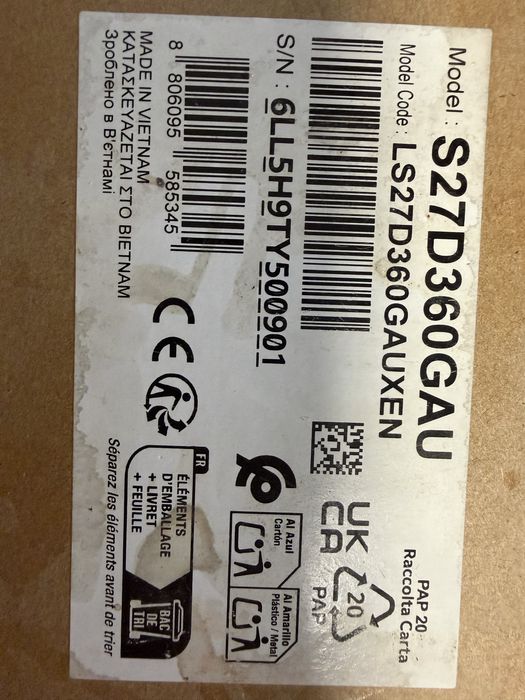 Model : S27D360GAU
Model Code : LS27D360GAUXEN
S/N : 6LL5H9TY500901
8 806095 585345
MADE IN VIETNAM
ΚΑΤΑΣΚΕΥΑΖΕΤΑΙ ΣΤΟ ΒΙΕΤΝΑΜ
Зроблено в В'єтнамі
PAP 20
Raccolta Carta
20
PAP
UK
CA
Al Azul
Cartón
Al Amarillo
Plástico / Metal
CE
FR
ÉLÉMENTS
D'EMBALLAGE
+ LIVRET
+ FEUILLE
BAC
DE
TRI
Séparez les éléments avant de trier